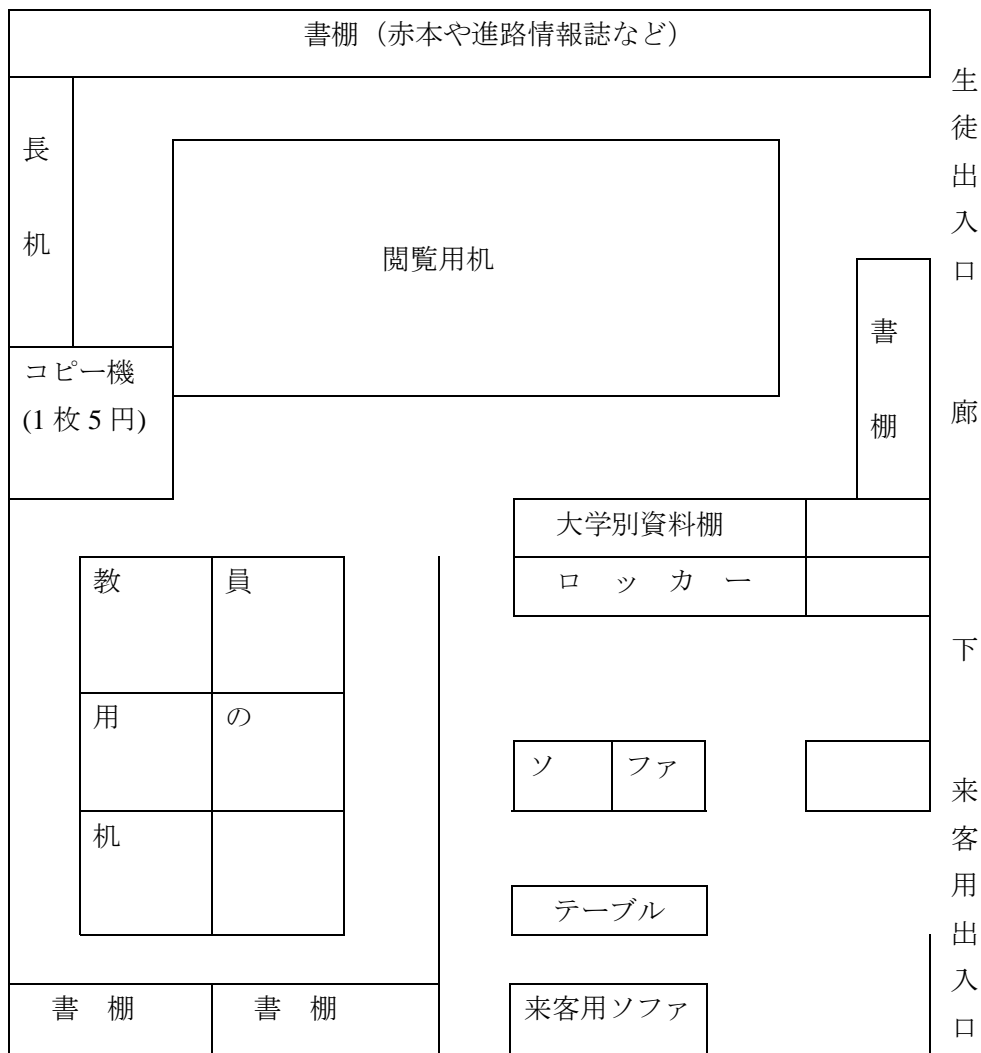 書棚（赤本や進路情報誌など）
生徒出入口
長机
閲覧用机
書棚
コピー機
(1 枚 5 円)
廊下
大学別資料棚
ロッカー
教員
用の
机
ソファ
来客用出入口
テーブル
書棚 書棚 来客用ソファ